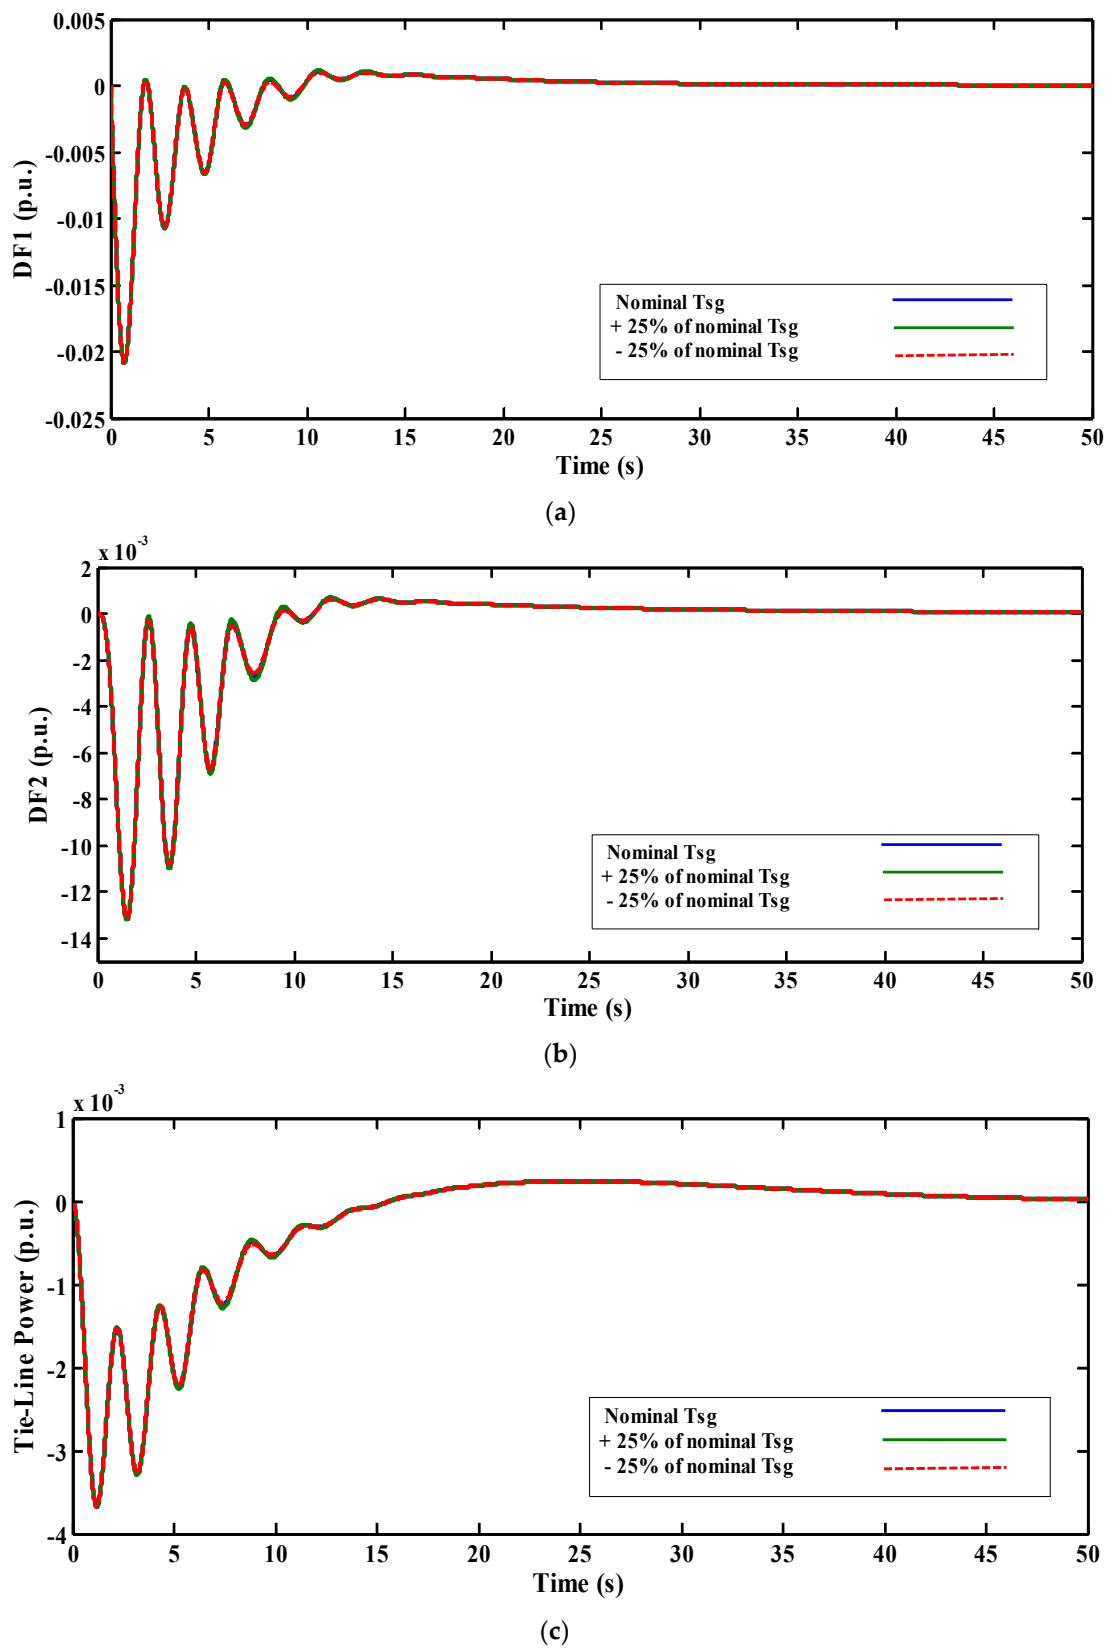 0.005
0
-0.005
-0.01
-0.015
-0.02
-0.025
DF1 (p.u.)
Nominal Tsg
+ 25% of nominal Tsg
- 25% of nominal Tsg
0 5 10 15 20 25 30 35 40 45 50
Time (s)
(a)
x 10-3
2
0
-2
-4
-6
-8
-10
-12
-14
DF2 (p.u.)
Nominal Tsg
+ 25% of nominal Tsg
- 25% of nominal Tsg
0 5 10 15 20 25 30 35 40 45 50
Time (s)
(b)
x 10-3
1
0
-1
-2
-3
-4
Tie-Line Power (p.u.)
Nominal Tsg
+ 25% of nominal Tsg
- 25% of nominal Tsg
0 5 10 15 20 25 30 35 40 45 50
Time (s)
(c)